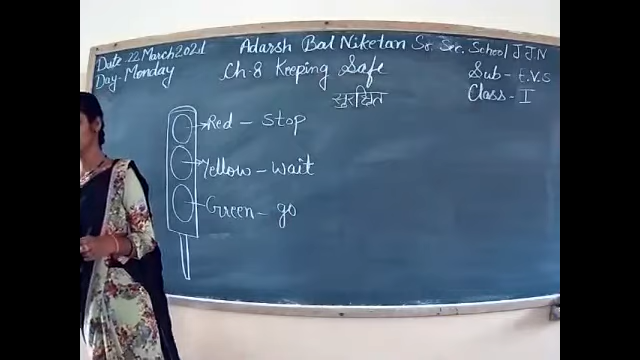 Date 22 March 2021 Adarsh Bal Niketan Sr. Sec. School JJN
Day- Monday Ch-8 Keeping Safe Sub- E.V.S
सुरक्षित Class- I
Red - Stop
Yellow - wait
Green - go